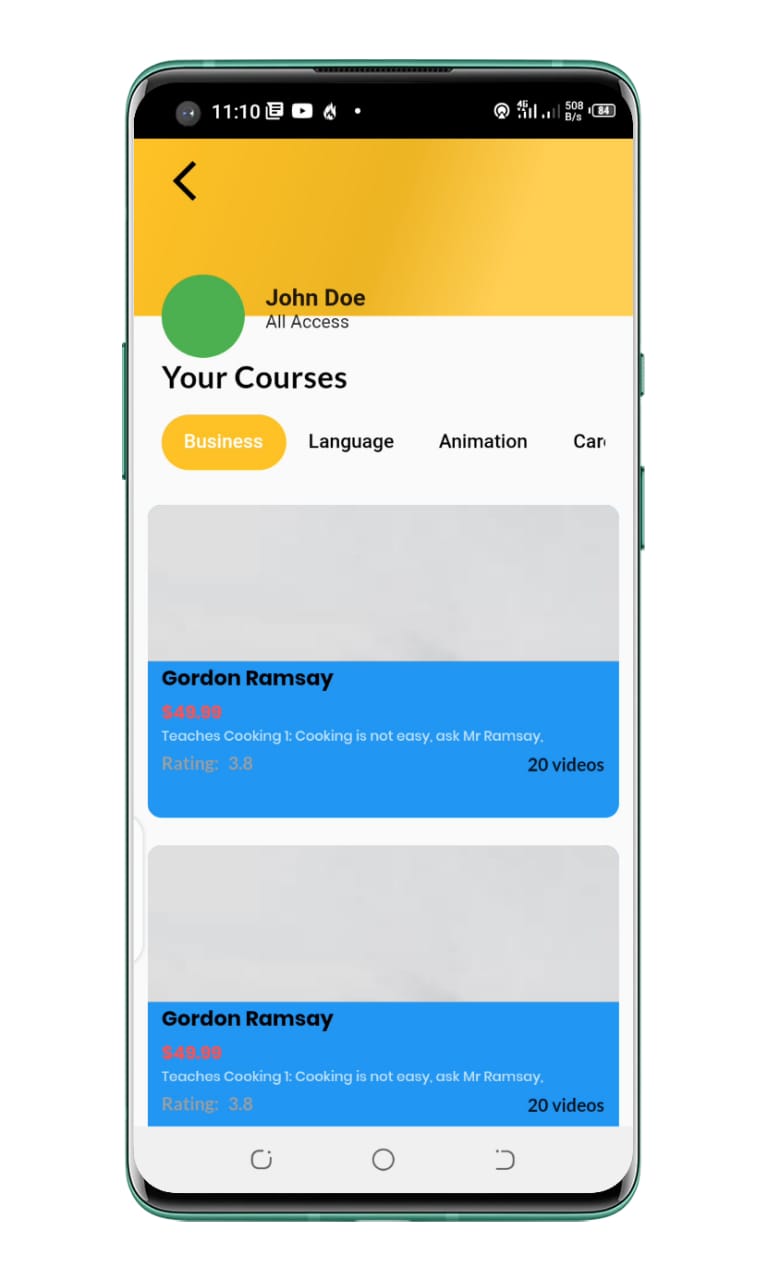 11:10
4G
508
B/s
84
John Doe
All Access
Your Courses
Business Language Animation Car
Gordon Ramsay
$49.99
Teaches Cooking 1: Cooking is not easy, ask Mr Ramsay,
Rating: 3.8 20 videos
Gordon Ramsay
$49.99
Teaches Cooking 1: Cooking is not easy, ask Mr Ramsay,
Rating: 3.8 20 videos